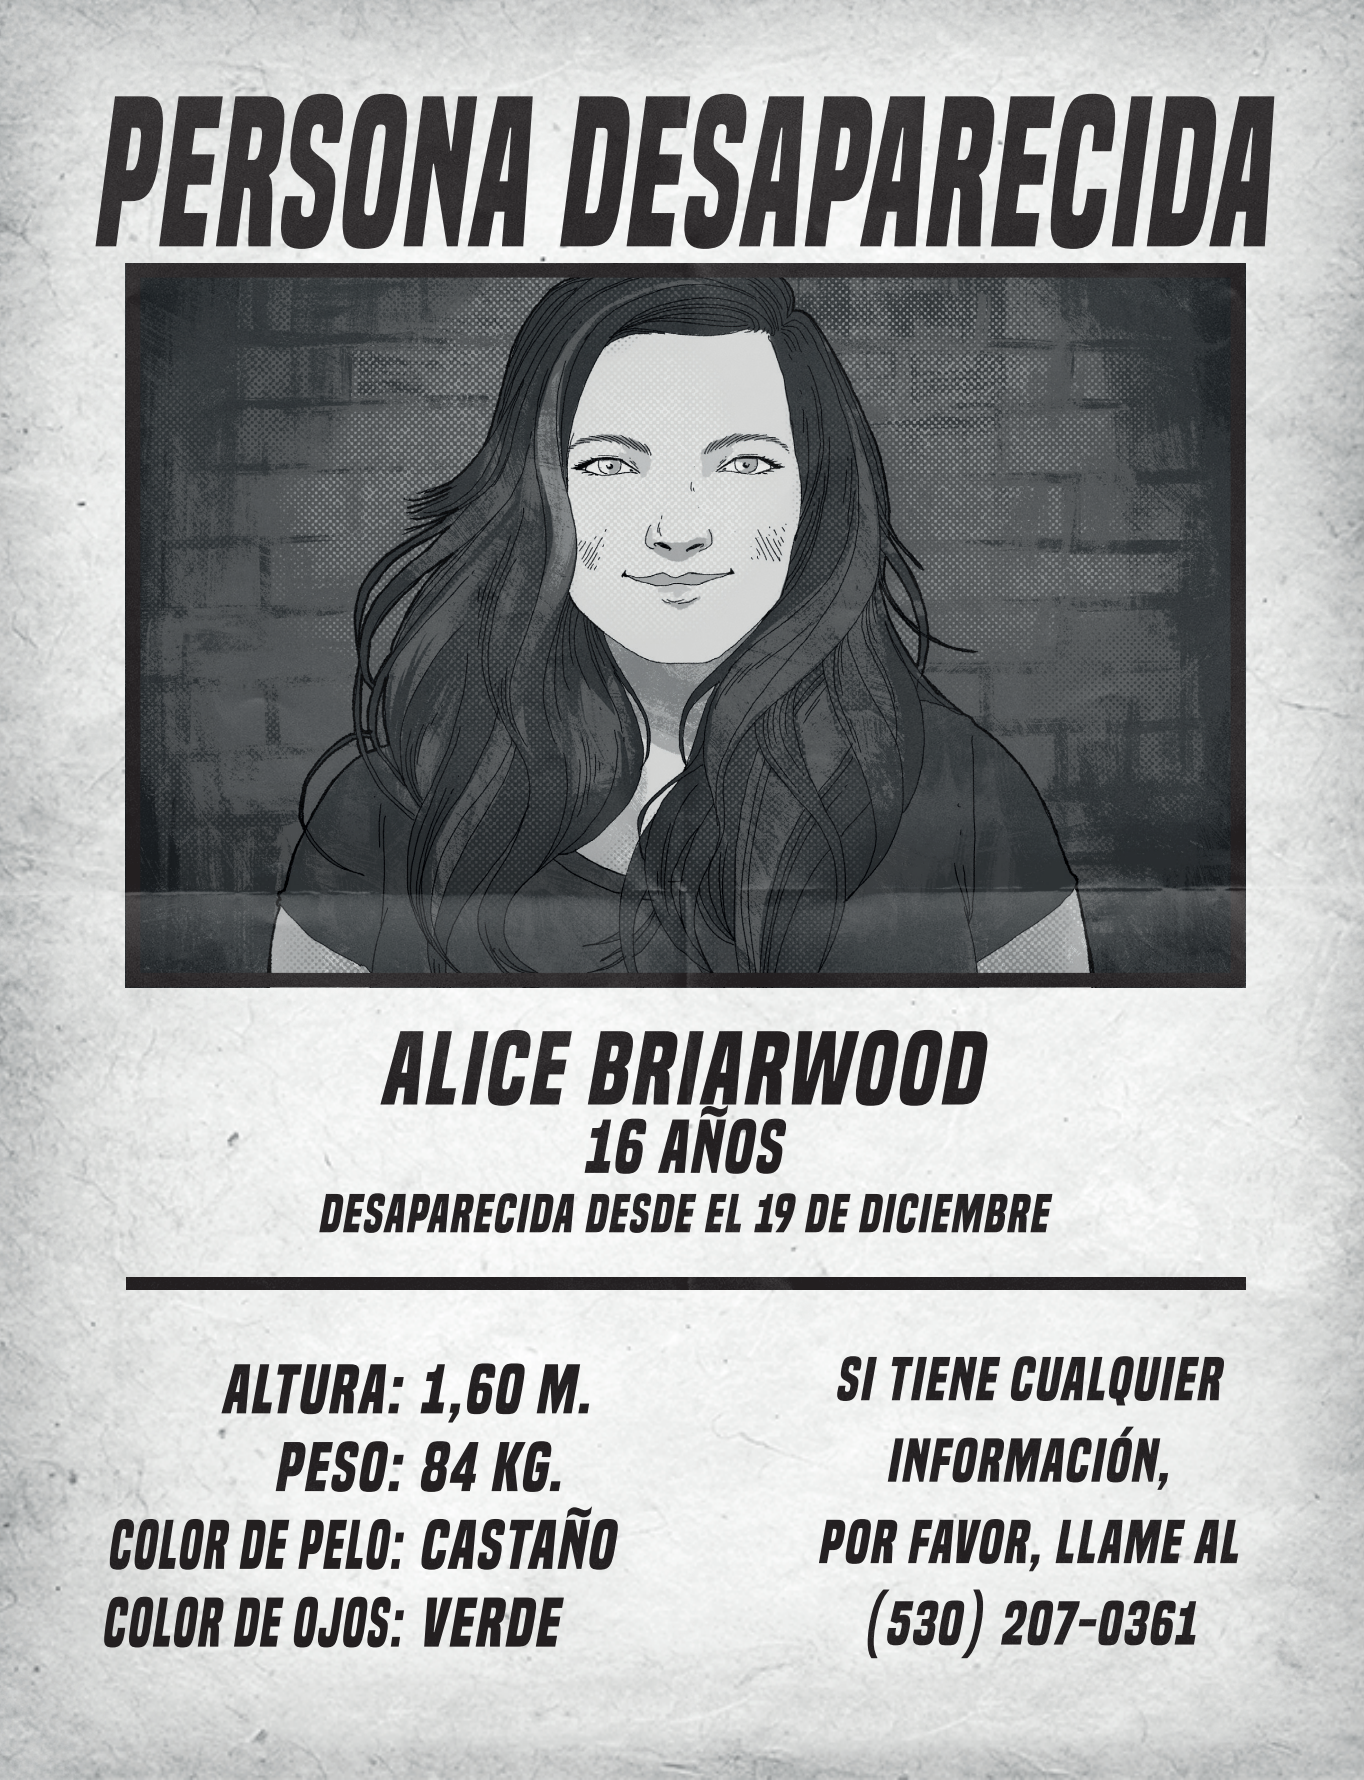 PERSONA DESAPARECIDA
ALICE BRIARWOOD
16 AÑOS
DESAPARECIDA DESDE EL 19 DE DICIEMBRE
ALTURA: 1,60 M.
PESO: 84 KG.
COLOR DE PELO: CASTAÑO
COLOR DE OJOS: VERDE
SI TIENE CUALQUIER
INFORMACIÓN,
POR FAVOR, LLAME AL
(530) 207-0361